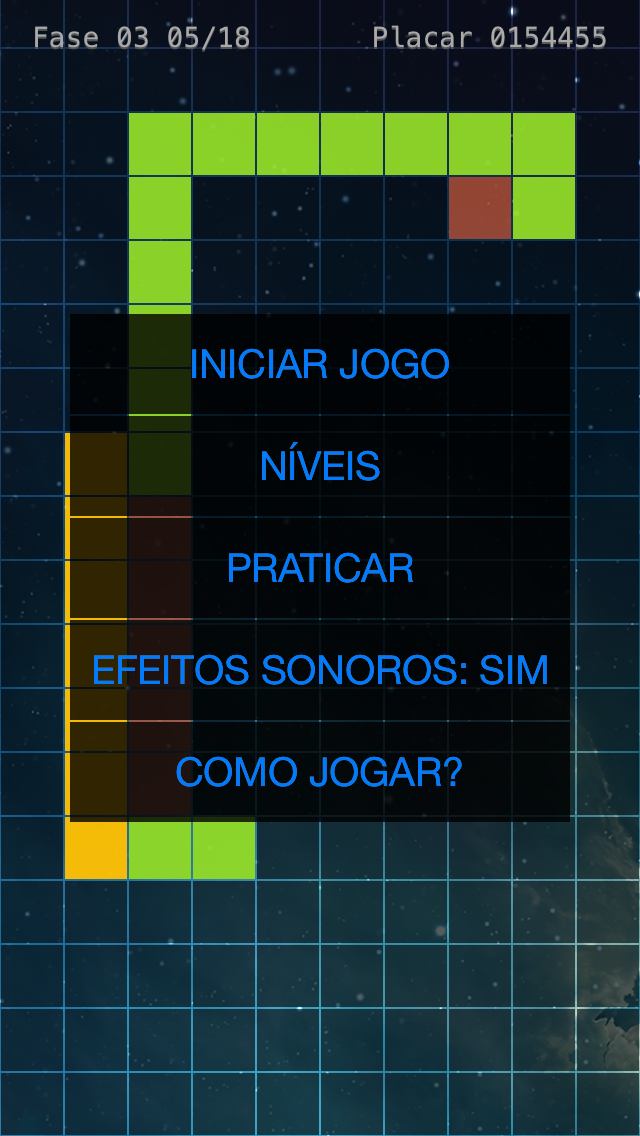 Fase 03 05/18 Placar 0154455
INICIAR JOGO
NÍVEIS
PRATICAR
EFEITOS SONOROS: SIM
COMO JOGAR?